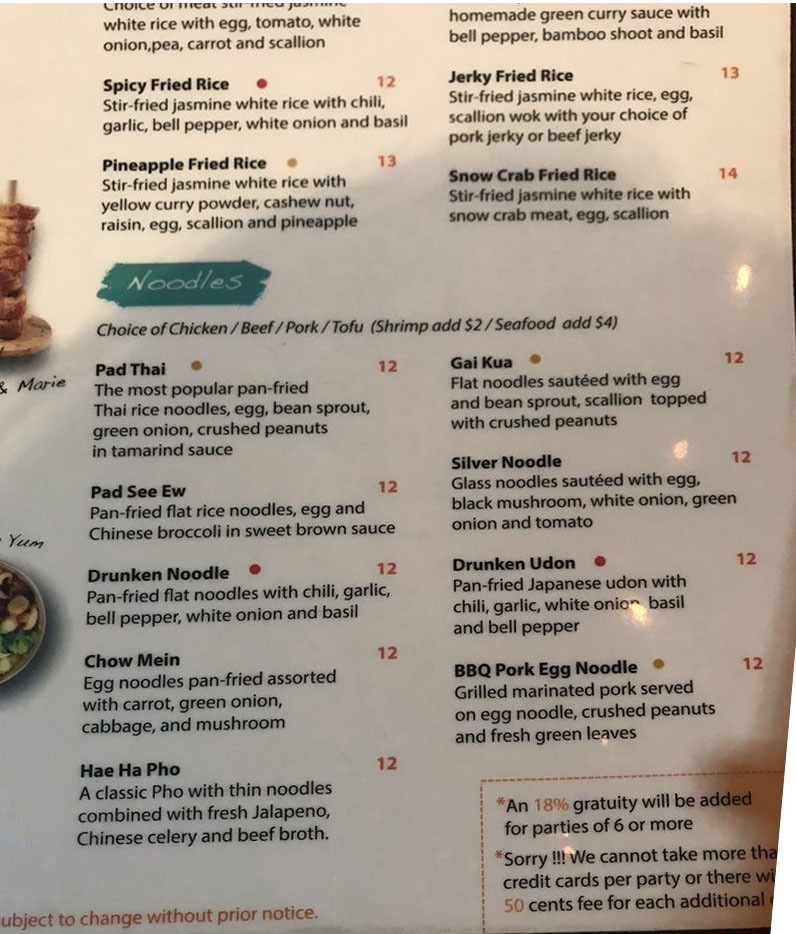 white rice with egg, tomato, white
onion,pea, carrot and scallion
Spicy Fried Rice 12
Stir-fried jasmine white rice with chili,
garlic, bell pepper, white onion and basil
Pineapple Fried Rice 13
Stir-fried jasmine white rice with
yellow curry powder, cashew nut,
raisin, egg, scallion and pineapple
homemade green curry sauce with
bell pepper, bamboo shoot and basil
Jerky Fried Rice 13
Stir-fried jasmine white rice, egg,
scallion wok with your choice of
pork jerky or beef jerky
Snow Crab Fried Rice 14
Stir-fried jasmine white rice with
snow crab meat, egg, scallion
Noodles
Choice of Chicken / Beef / Pork / Tofu (Shrimp add $2 / Seafood add $4)
& Marie
Yum
Pad Thai 12
The most popular pan-fried
Thai rice noodles, egg, bean sprout,
green onion, crushed peanuts
in tamarind sauce
Pad See Ew 12
Pan-fried flat rice noodles, egg and
Chinese broccoli in sweet brown sauce
Drunken Noodle 12
Pan-fried flat noodles with chili, garlic,
bell pepper, white onion and basil
Chow Mein 12
Egg noodles pan-fried assorted
with carrot, green onion,
cabbage, and mushroom
Hae Ha Pho 12
A classic Pho with thin noodles
combined with fresh Jalapeno,
Chinese celery and beef broth.
Gai Kua 12
Flat noodles sautéed with egg
and bean sprout, scallion topped
with crushed peanuts
Silver Noodle 12
Glass noodles sautéed with egg,
black mushroom, white onion, green
onion and tomato
Drunken Udon 12
Pan-fried Japanese udon with
chili, garlic, white onion, basil
and bell pepper
BBQ Pork Egg Noodle 12
Grilled marinated pork served
on egg noodle, crushed peanuts
and fresh green leaves
*An 18% gratuity will be added
for parties of 6 or more
*Sorry !!! We cannot take more
credit cards per party or there
50 cents fee for each additional
to change without prior notice.